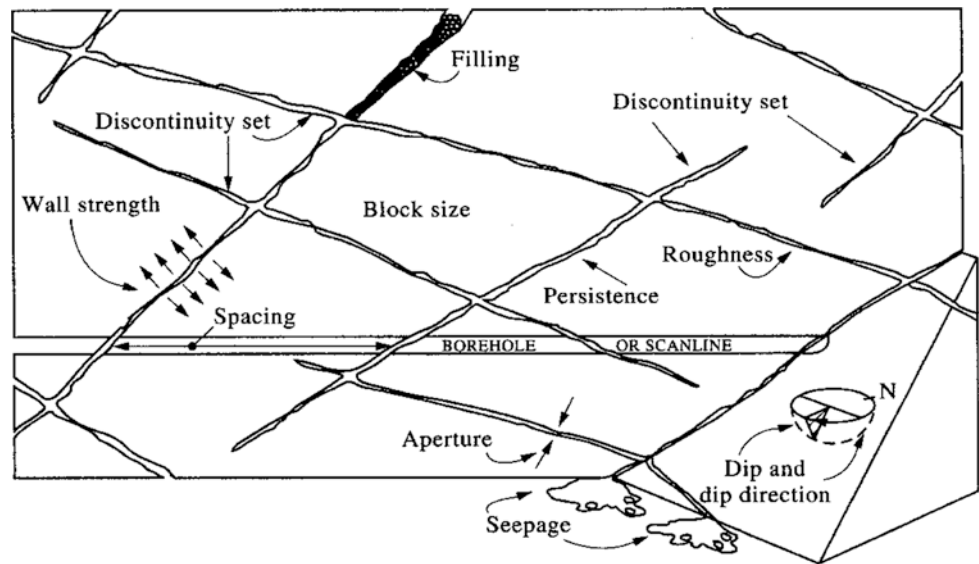 Filling
Discontinuity set
Discontinuity set
Wall strength
Block size
Roughness
Persistence
Spacing
BOREHOLE OR SCANLINE
N
Aperture
Dip and
dip direction
Seepage